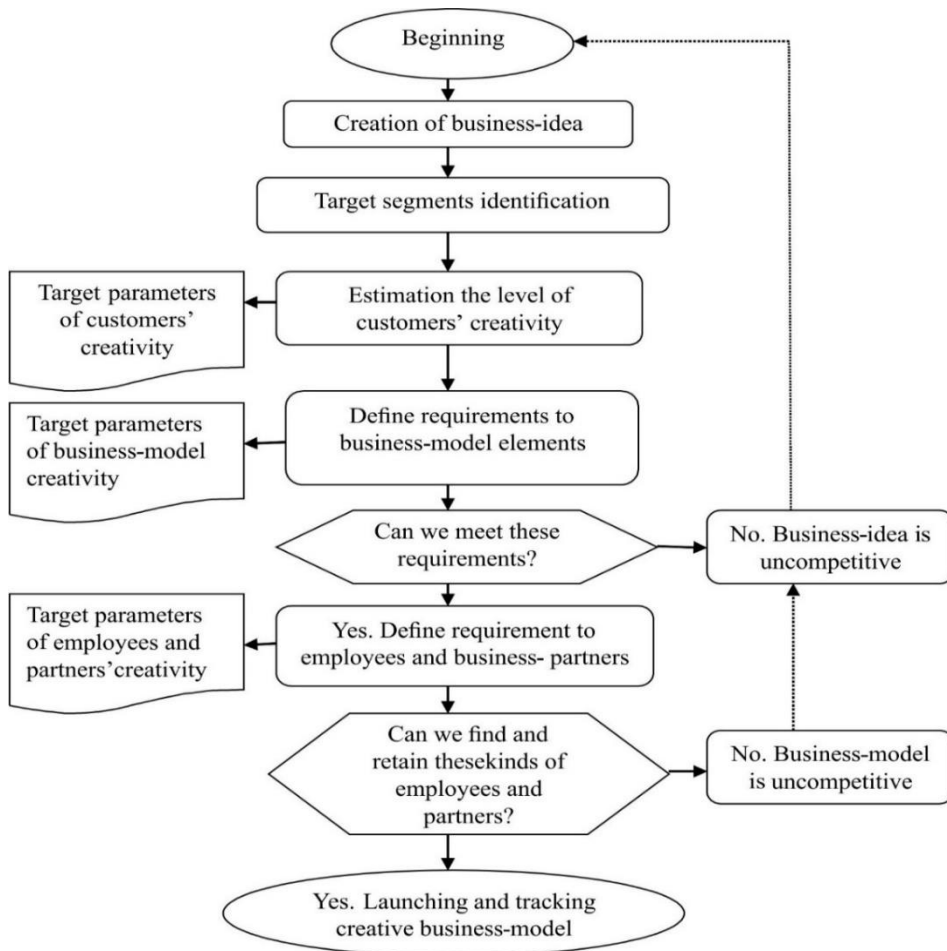 Beginning
Creation of business-idea
Target segments identification
Target parameters
of customers’
creativity
Estimation the level of
customers’ creativity
Target parameters
of business-model
creativity
Define requirements to
business-model elements
Can we meet these
requirements?
No. Business-idea is
uncompetitive
Target parameters
of employees and
partners’creativity
Yes. Define requirement to
employees and business- partners
Can we find and
retain thesekinds of
employees and
partners?
No. Business-model
is uncompetitive
Yes. Launching and tracking
creative business-model